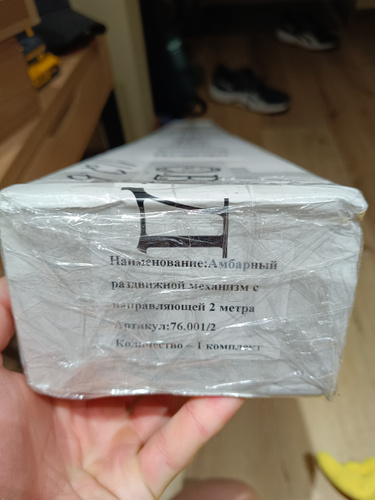 Д
Наименование:Амбарный
раздвижной механизм с
направляющей 2 метра
Артикул:76.001/2
Количество – 1 комплект